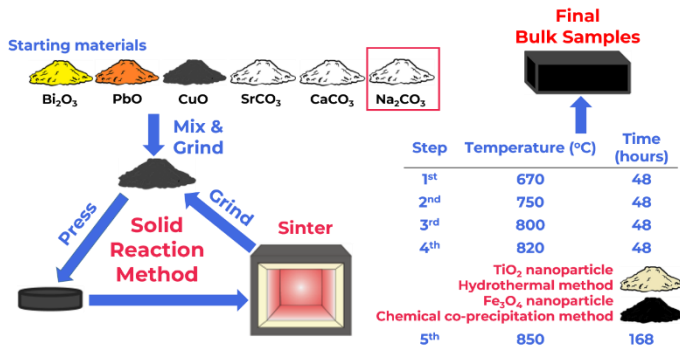 Starting materials
Bi₂O₃ PbO CuO SrCO₃ CaCO₃ Na₂CO₃
Mix &
Grind
Press
Solid
Reaction
Method
Grind
Sinter
Final
Bulk Samples
Step Temperature (°C) Time
(hours)
1st 670 48
2nd 750 48
3rd 800 48
4th 820 48
TiO₂ nanoparticle
Hydrothermal method
Fe₃O₄ nanoparticle
Chemical co-precipitation method
5th 850 168